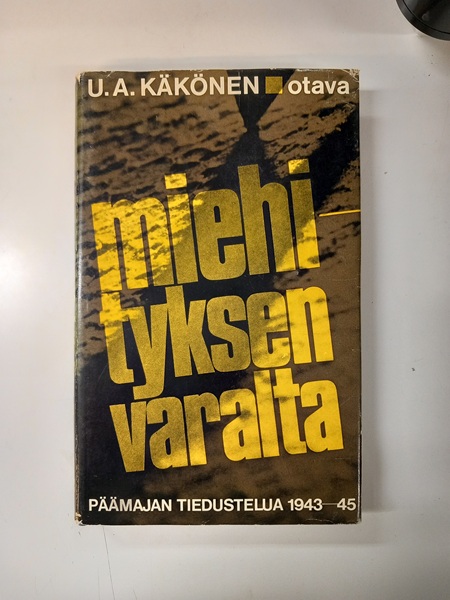 U. A. KÄKÖNEN otava
miehi-
tyksen
varalta
PÄÄMAJAN TIEDUSTELUA 1943—45